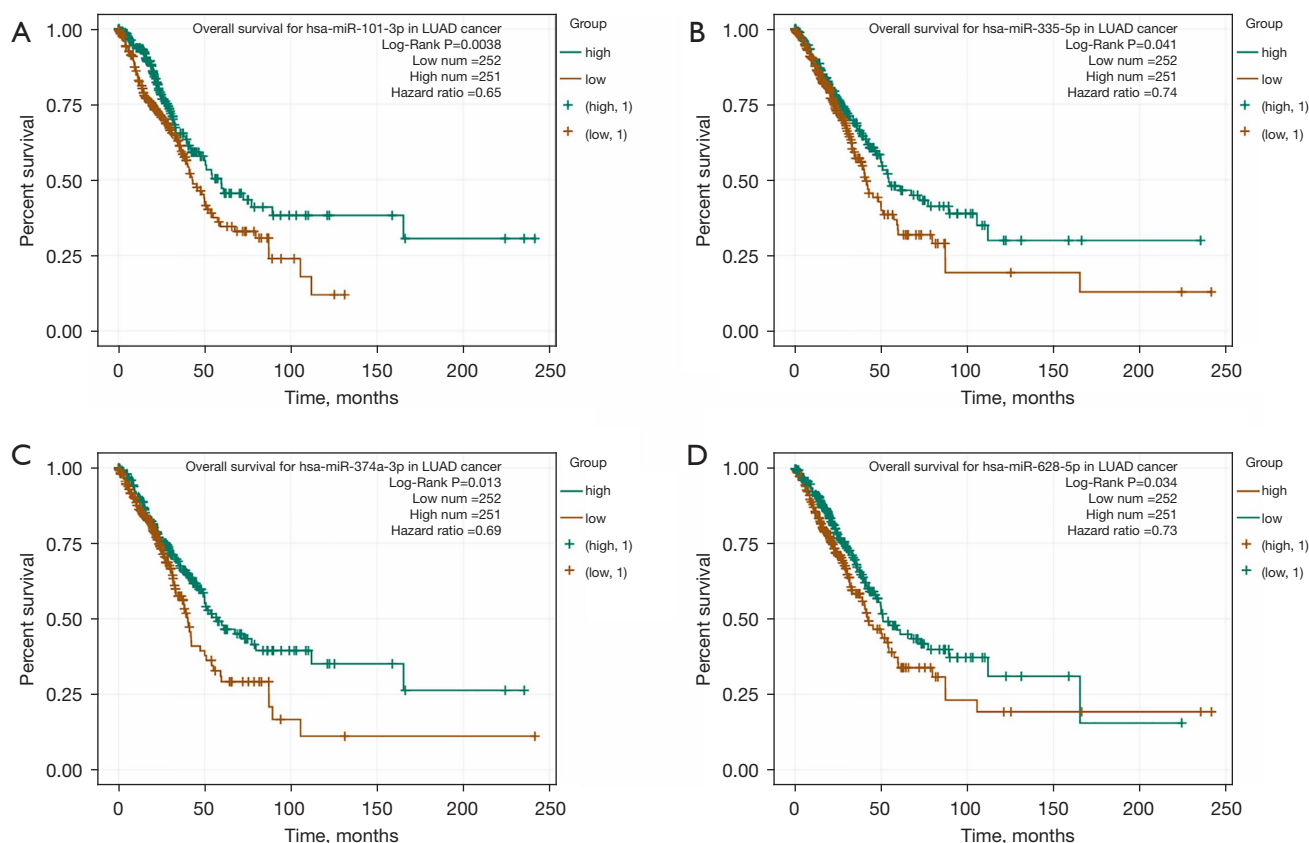 A
Overall survival for hsa-miR-101-3p in LUAD cancer
Log-Rank P=0.0038
Low num =252
High num =251
Hazard ratio =0.65
Group
high
low
(high, 1)
(low, 1)
Percent survival
1.00
0.75
0.50
0.25
0.00
0 50 100 150 200 250
Time, months
B
Overall survival for hsa-miR-335-5p in LUAD cancer
Log-Rank P=0.041
Low num =252
High num =251
Hazard ratio =0.74
Group
high
low
(high, 1)
(low, 1)
Percent survival
1.00
0.75
0.50
0.25
0.00
0 50 100 150 200 250
Time, months
C
Overall survival for hsa-miR-374a-3p in LUAD cancer
Log-Rank P=0.013
Low num =252
High num =251
Hazard ratio =0.69
Group
high
low
(high, 1)
(low, 1)
Percent survival
1.00
0.75
0.50
0.25
0.00
0 50 100 150 200 250
Time, months
D
Overall survival for hsa-miR-628-5p in LUAD cancer
Log-Rank P=0.034
Low num =252
High num =251
Hazard ratio =0.73
Group
high
low
(high, 1)
(low, 1)
Percent survival
1.00
0.75
0.50
0.25
0.00
0 50 100 150 200 250
Time, months